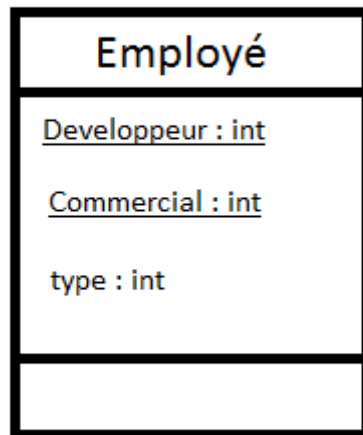 Employé
Developpeur : int
Commercial : int
type : int